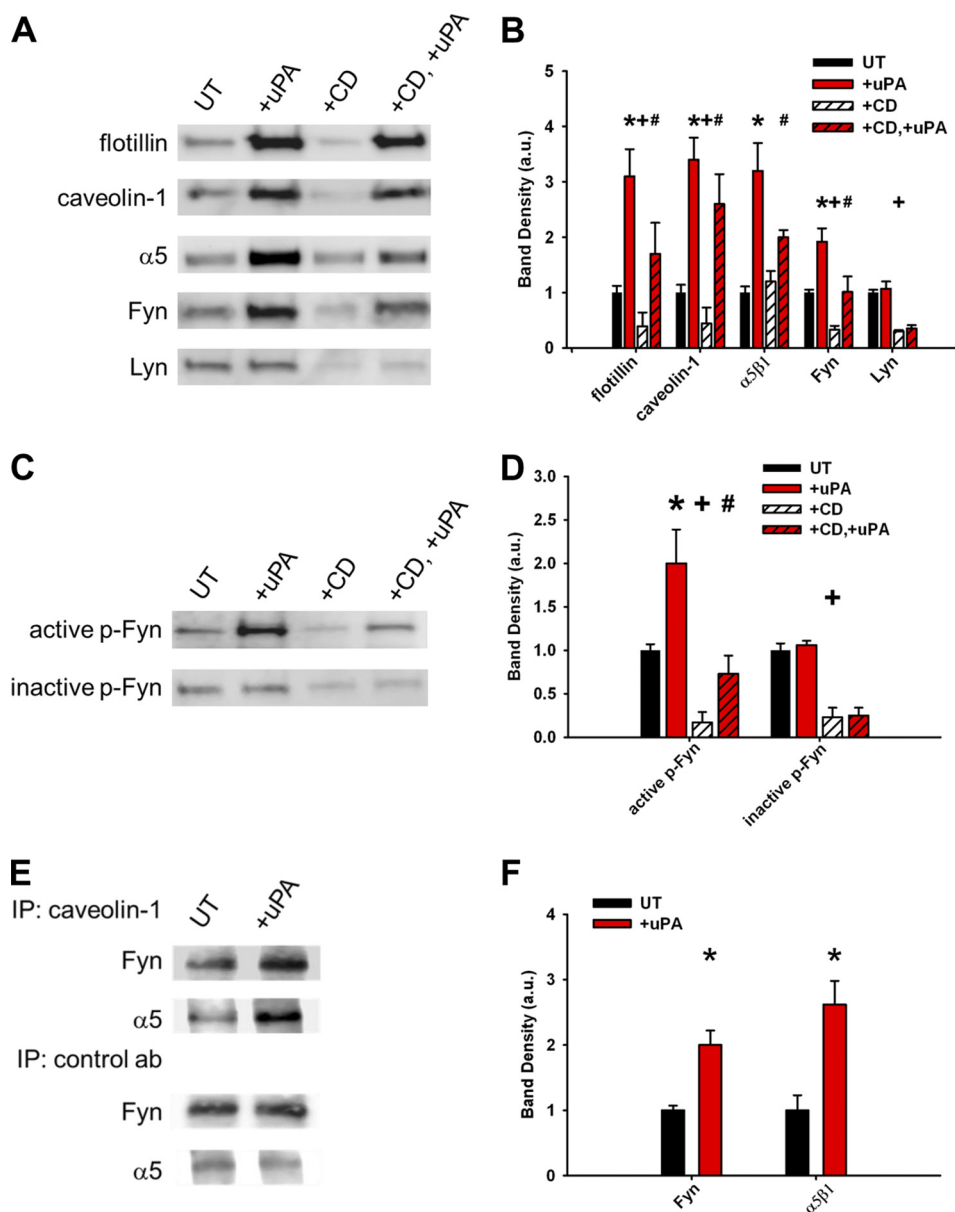 A
UT
+uPA
+CD
+CD, +uPA
flotillin
caveolin-1
α5
Fyn
Lyn
B
UT
+uPA
+CD
+CD,+uPA
Band Density (a.u.)
5
4
3
2
1
0
*+#
*+#
* #
*+#
+
flotillin
caveolin-1
α5β1
Fyn
Lyn
C
UT
+uPA
+CD
+CD, +uPA
active p-Fyn
inactive p-Fyn
D
UT
+uPA
+CD
+CD,+uPA
Band Density (a.u.)
3.0
2.5
2.0
1.5
1.0
0.5
0.0
* + #
+
active p-Fyn
inactive p-Fyn
E
IP: caveolin-1
UT
+uPA
Fyn
α5
IP: control ab
Fyn
α5
F
UT
+uPA
Band Density (a.u.)
4
3
2
1
0
*
*
Fyn
α5β1